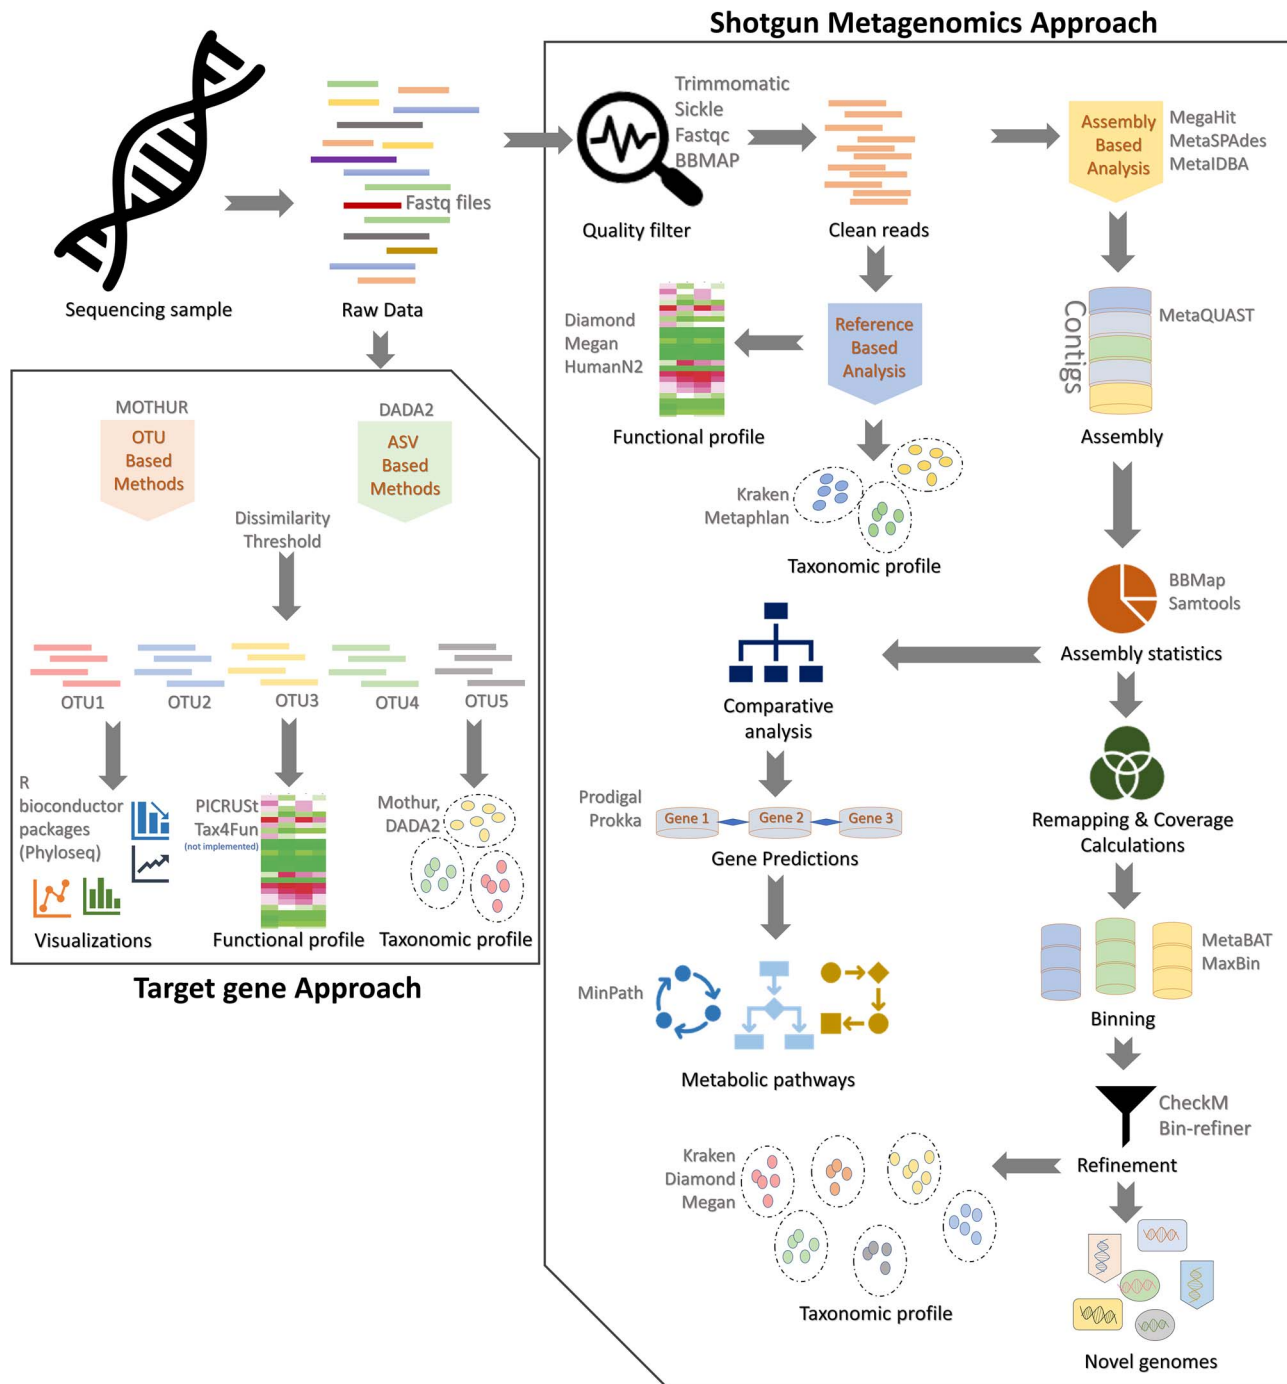 Shotgun Metagenomics Approach
Sequencing sample
Fastq files
Raw Data
Trimmomatic
Sickle
Fastqc
BBMAP
Quality filter
Clean reads
Assembly
Based
Analysis
MegaHit
MetaSPAdes
MetaIDBA
Diamond
Megan
HumanN2
Functional profile
Reference
Based
Analysis
Contigs
MetaQUAST
Assembly
Kraken
Metaphlan
Taxonomic profile
BBMap
Samtools
Assembly statistics
Comparative
analysis
Remapping & Coverage
Calculations
Prodigal
Prokka
Gene 1
Gene 2
Gene 3
Gene Predictions
MinPath
Metabolic pathways
MetaBAT
MaxBin
Binning
CheckM
Bin-refiner
Refinement
Kraken
Diamond
Megan
Taxonomic profile
Novel genomes
MOTHUR
OTU
Based
Methods
DADA2
ASV
Based
Methods
Dissimilarity
Threshold
OTU1
OTU2
OTU3
OTU4
OTU5
R
bioconductor
packages
(Phyloseq)
Visualizations
PICRUSt
Tax4Fun
(not implemented)
Functional profile
Mothur,
DADA2
Taxonomic profile
Target gene Approach